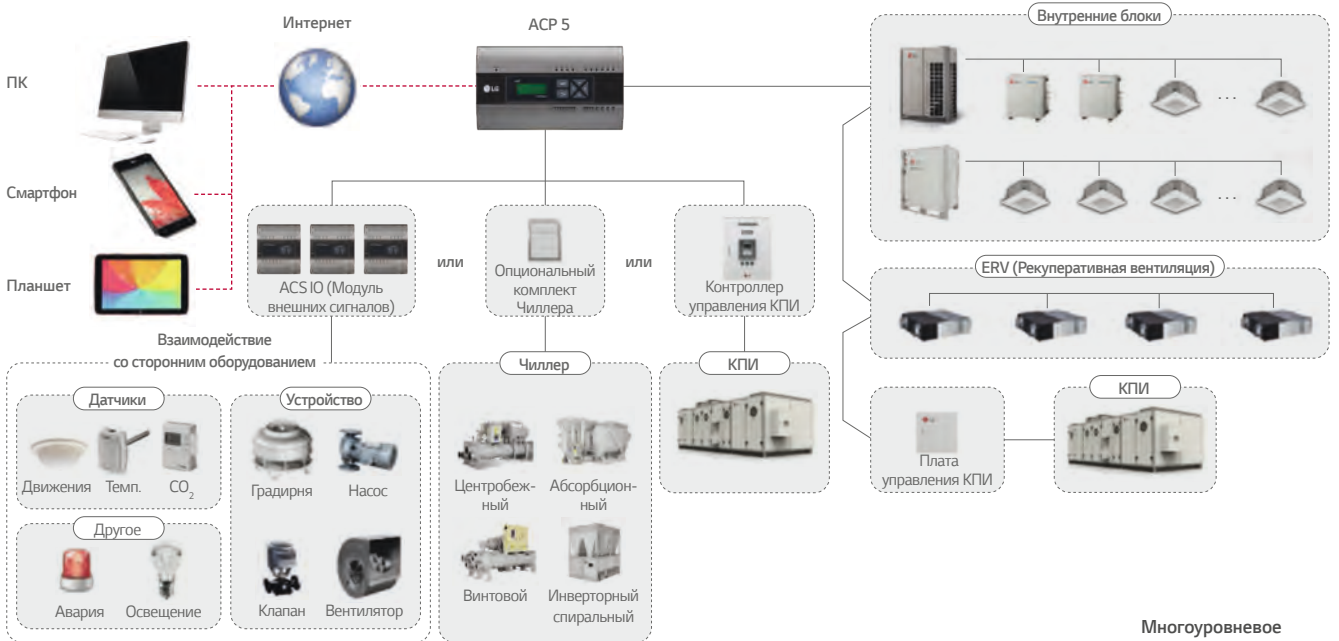 Интернет
ACP 5
Внутренние блоки
ПК
LG
Смартфон
Планшет
ACS IO (Модуль
внешних сигналов)
или
Опциональный
комплект
Чиллера
или
Контроллер
управления КПИ
ERV (Рекуперативная вентиляция)
Взаимодействие
со сторонним оборудованием
Датчики
Движения
Темп.
CO2
Другое
Авария
Освещение
Устройство
Градирня
Насос
Клапан
Вентилятор
Чиллер
Центробеж-
ный
Абсорбцион-
ный
Винтовой
Инверторный
спиральный
КПИ
Плата
управления КПИ
КПИ
Многоуровневое